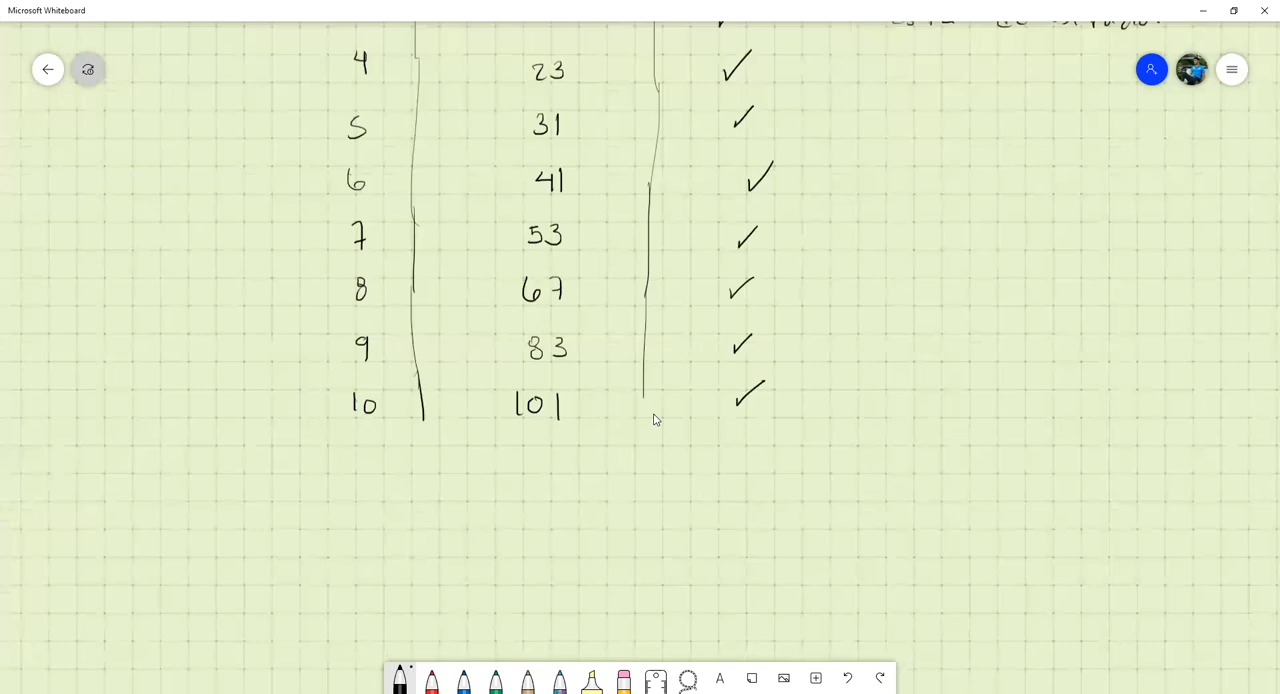 Microsoft Whiteboard
4 23 ✓
5 31 ✓
6 41 ✓
7 53 ✓
8 67 ✓
9 83 ✓
10 101 ✓
A